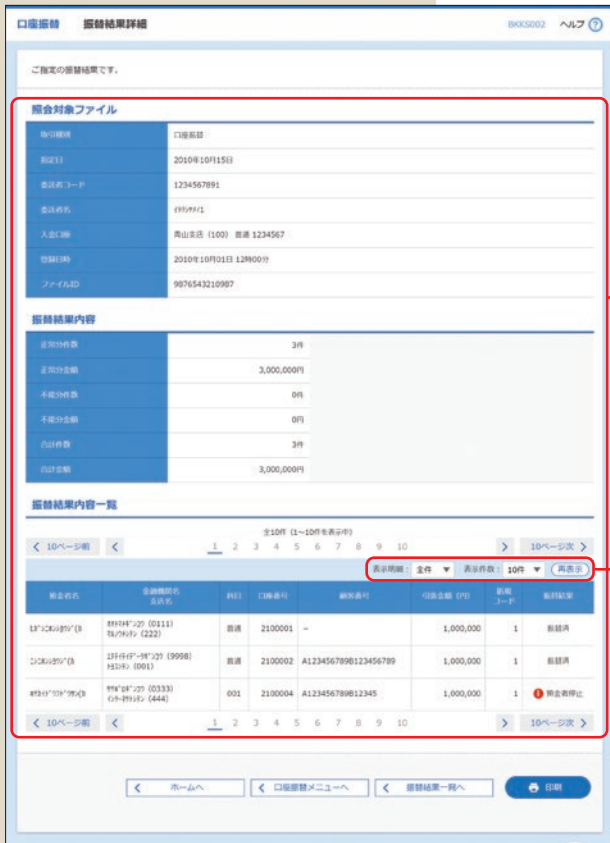 口座振替 振替結果詳細 BKKS002 ヘルプ ?
ご指定の振替結果です。
照会対象ファイル
取引種別 口座振替
指定日 2010年10月15日
委託者コード 1234567891
委託者名
入金口座 青山支店 (100) 普通 1234567
登録日時 2010年10月01日 12時00分
ファイルID 9876543210987
振替結果内容
正常分件数 3件
正常分金額 3,000,000円
不能分件数 0件
不能分金額 0円
合計件数 3件
合計金額 3,000,000円
振替結果内容一覧
全10件 (1~10件を表示中)
10ページ前 1 2 3 4 5 6 7 8 9 10 10ページ次
表示明細: 全件 ▼ 表示件数: 10件 ▼ 再表示
預金者名 金融機関名 支店名 科目 口座番号 顧客番号 引落金額 (円) 新規コード 振替結果
(0111)
(222) 普通 2100001 - 1,000,000 1 振替済
(9998)
(001) 普通 2100002 A123456789B123456789 1,000,000 1 振替済
(0333)
(444) 001 2100004 A123456789B12345 1,000,000 1 預金者停止
10ページ前 1 2 3 4 5 6 7 8 9 10 10ページ次
ホームへ 口座振替メニューへ 振替結果一覧へ 印刷